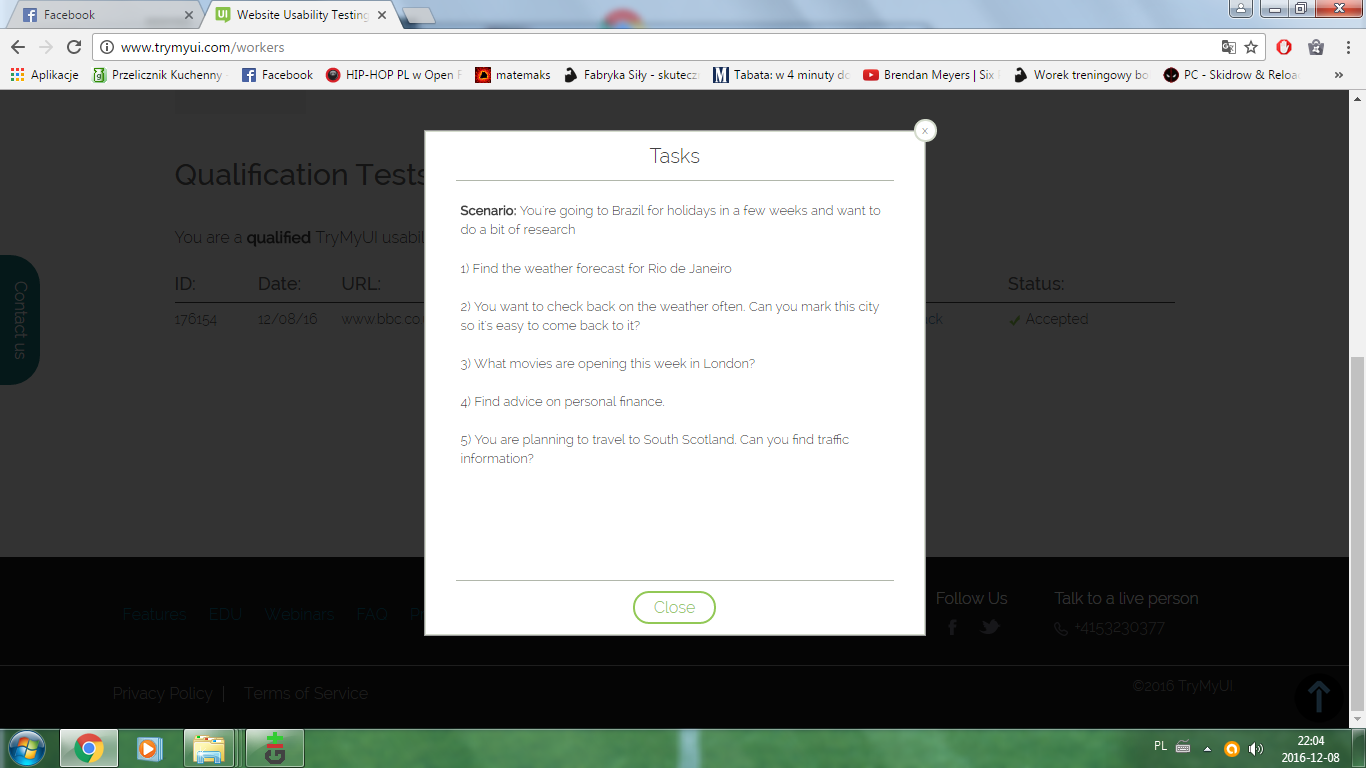 Facebook
Website Usability Testing
www.trymyui.com/workers
Aplikacje
Przelicznik Kuchenny
Facebook
HIP-HOP PL w Open F
matemaks
Fabryka Siły - skutecz
Tabata: w 4 minuty do
Brendan Meyers | Six
Worek treningowy bo
PC - Skidrow & Reloa
»
Tasks
x
Scenario: You're going to Brazil for holidays in a few weeks and want to
do a bit of research
1) Find the weather forecast for Rio de Janeiro
2) You want to check back on the weather often. Can you mark this city
so it's easy to come back to it?
3) What movies are opening this week in London?
4) Find advice on personal finance.
5) You are planning to travel to South Scotland. Can you find traffic
information?
Close
Qualification Tests
You are a qualified TryMyUI usabil
ID: Date: URL: Status:
176154 12/08/16 www.bbc.co. ck Accepted
Contact us
Features EDU Webinars FAQ P
Follow Us
Talk to a live person
+4153230377
Privacy Policy | Terms of Service
©2016 TryMyUI
PL
22:04
2016-12-08